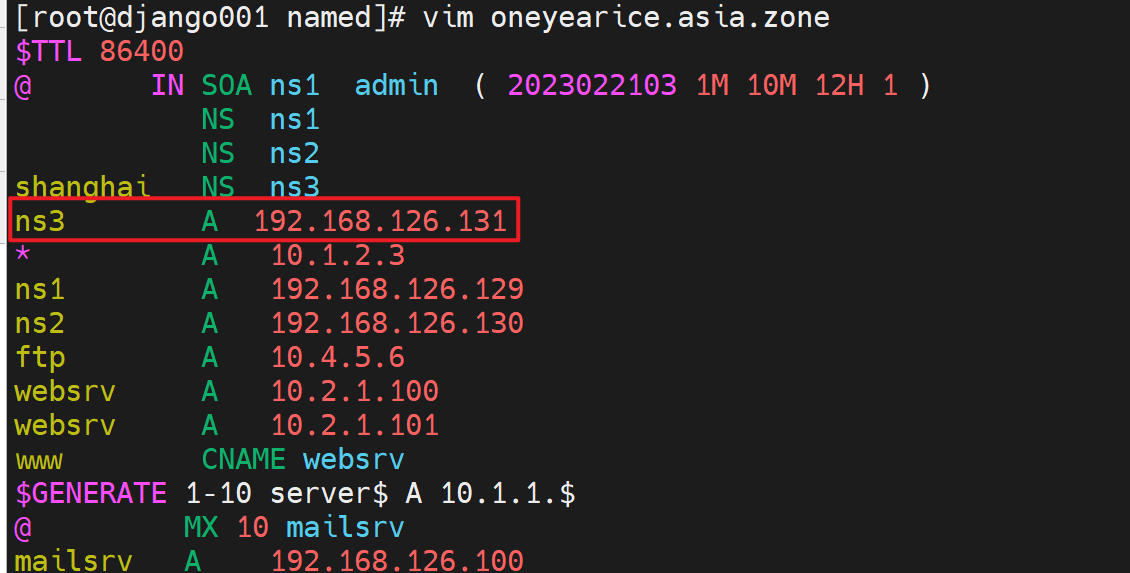 [root@django001 named]# vim oneyearice.asia.zone
$TTL 86400
@ IN SOA ns1 admin ( 2023022103 1M 10M 12H 1 )
NS ns1
NS ns2
shanghai NS ns3
ns3 A 192.168.126.131
* A 10.1.2.3
ns1 A 192.168.126.129
ns2 A 192.168.126.130
ftp A 10.4.5.6
websrv A 10.2.1.100
websrv A 10.2.1.101
www CNAME websrv
$GENERATE 1-10 server$ A 10.1.1.$
@ MX 10 mailsrv
mailsrv A 192.168.126.100